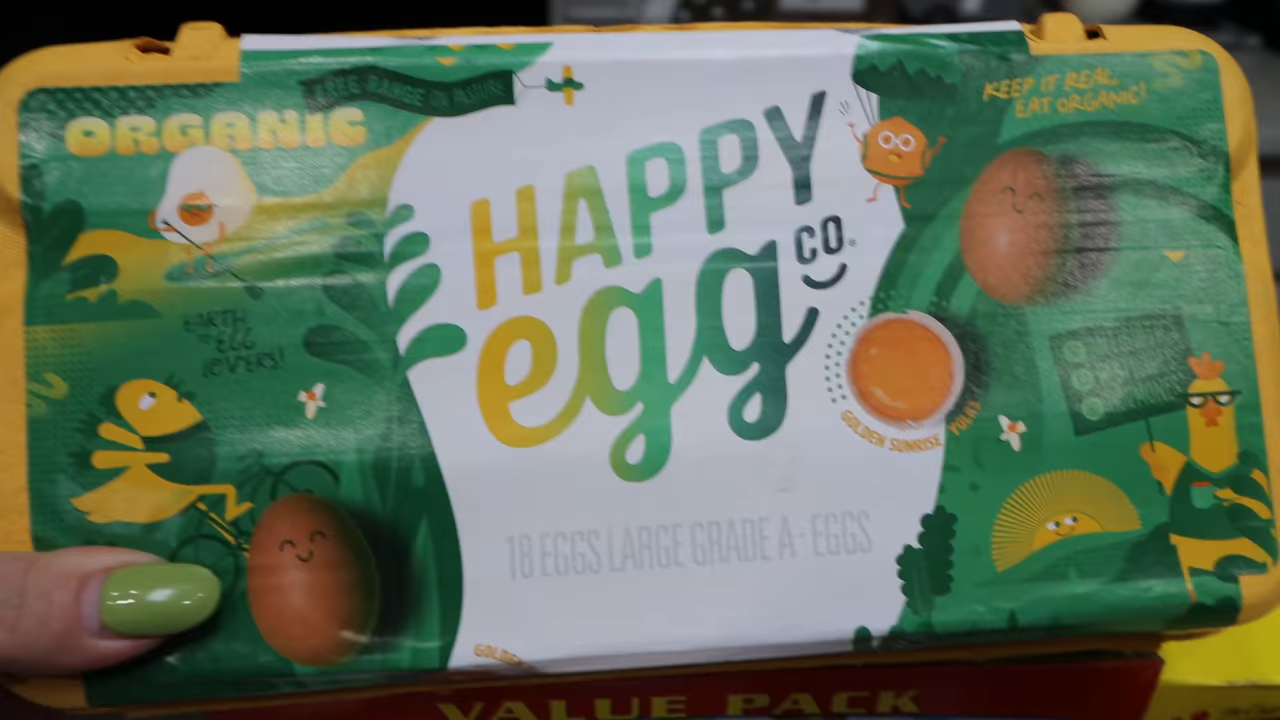 FREE RANGE ON PASTURE
ORGANIC
KEEP IT REAL,
EAT ORGANIC!
HAPPY
egg
CO.
EARTH
EGG
LOVERS!
GOLDEN SUNRISE YOLKS
18 EGGS LARGE GRADE A- EGGS
GOLDEN
VALUE PACK